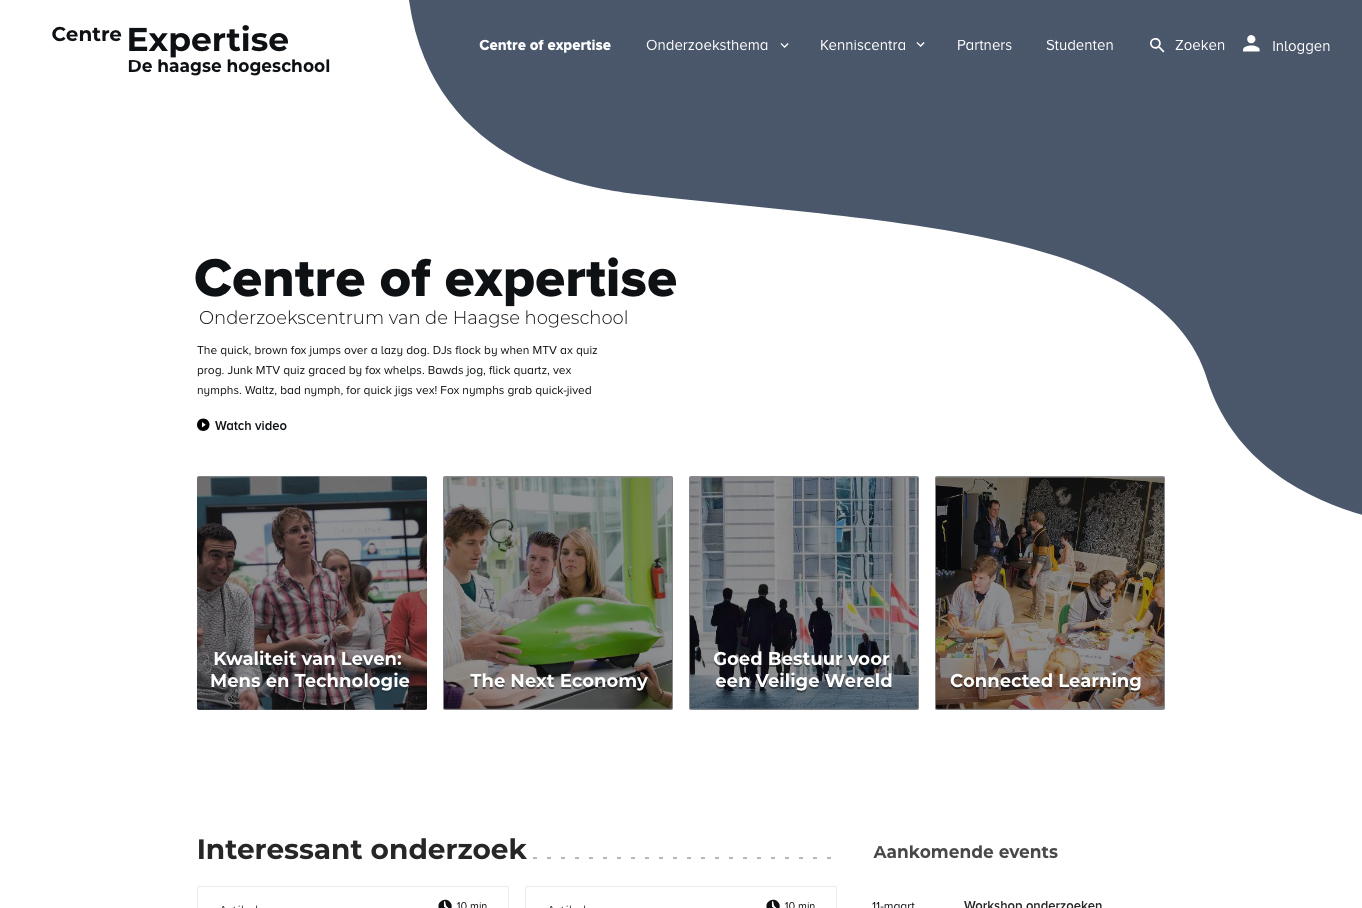 Centre Expertise
De haagse hogeschool
Centre of expertise
Onderzoeksthema
Kenniscentra
Partners
Studenten
Zoeken
Inloggen
Centre of expertise
Onderzoekscentrum van de Haagse hogeschool
The quick, brown fox jumps over a lazy dog. DJs flock by when MTV ax quiz
prog. Junk MTV quiz graced by fox whelps. Bawds jog, flick quartz, vex
nymphs. Waltz, bad nymph, for quick jigs vex! Fox nymphs grab quick-jived
Watch video
Kwaliteit van Leven:
Mens en Technologie
The Next Economy
Goed Bestuur voor
een Veilige Wereld
Connected Learning
Interessant onderzoek
Aankomende events
10 min
10 min
11-maart
Workshop onderzoeken